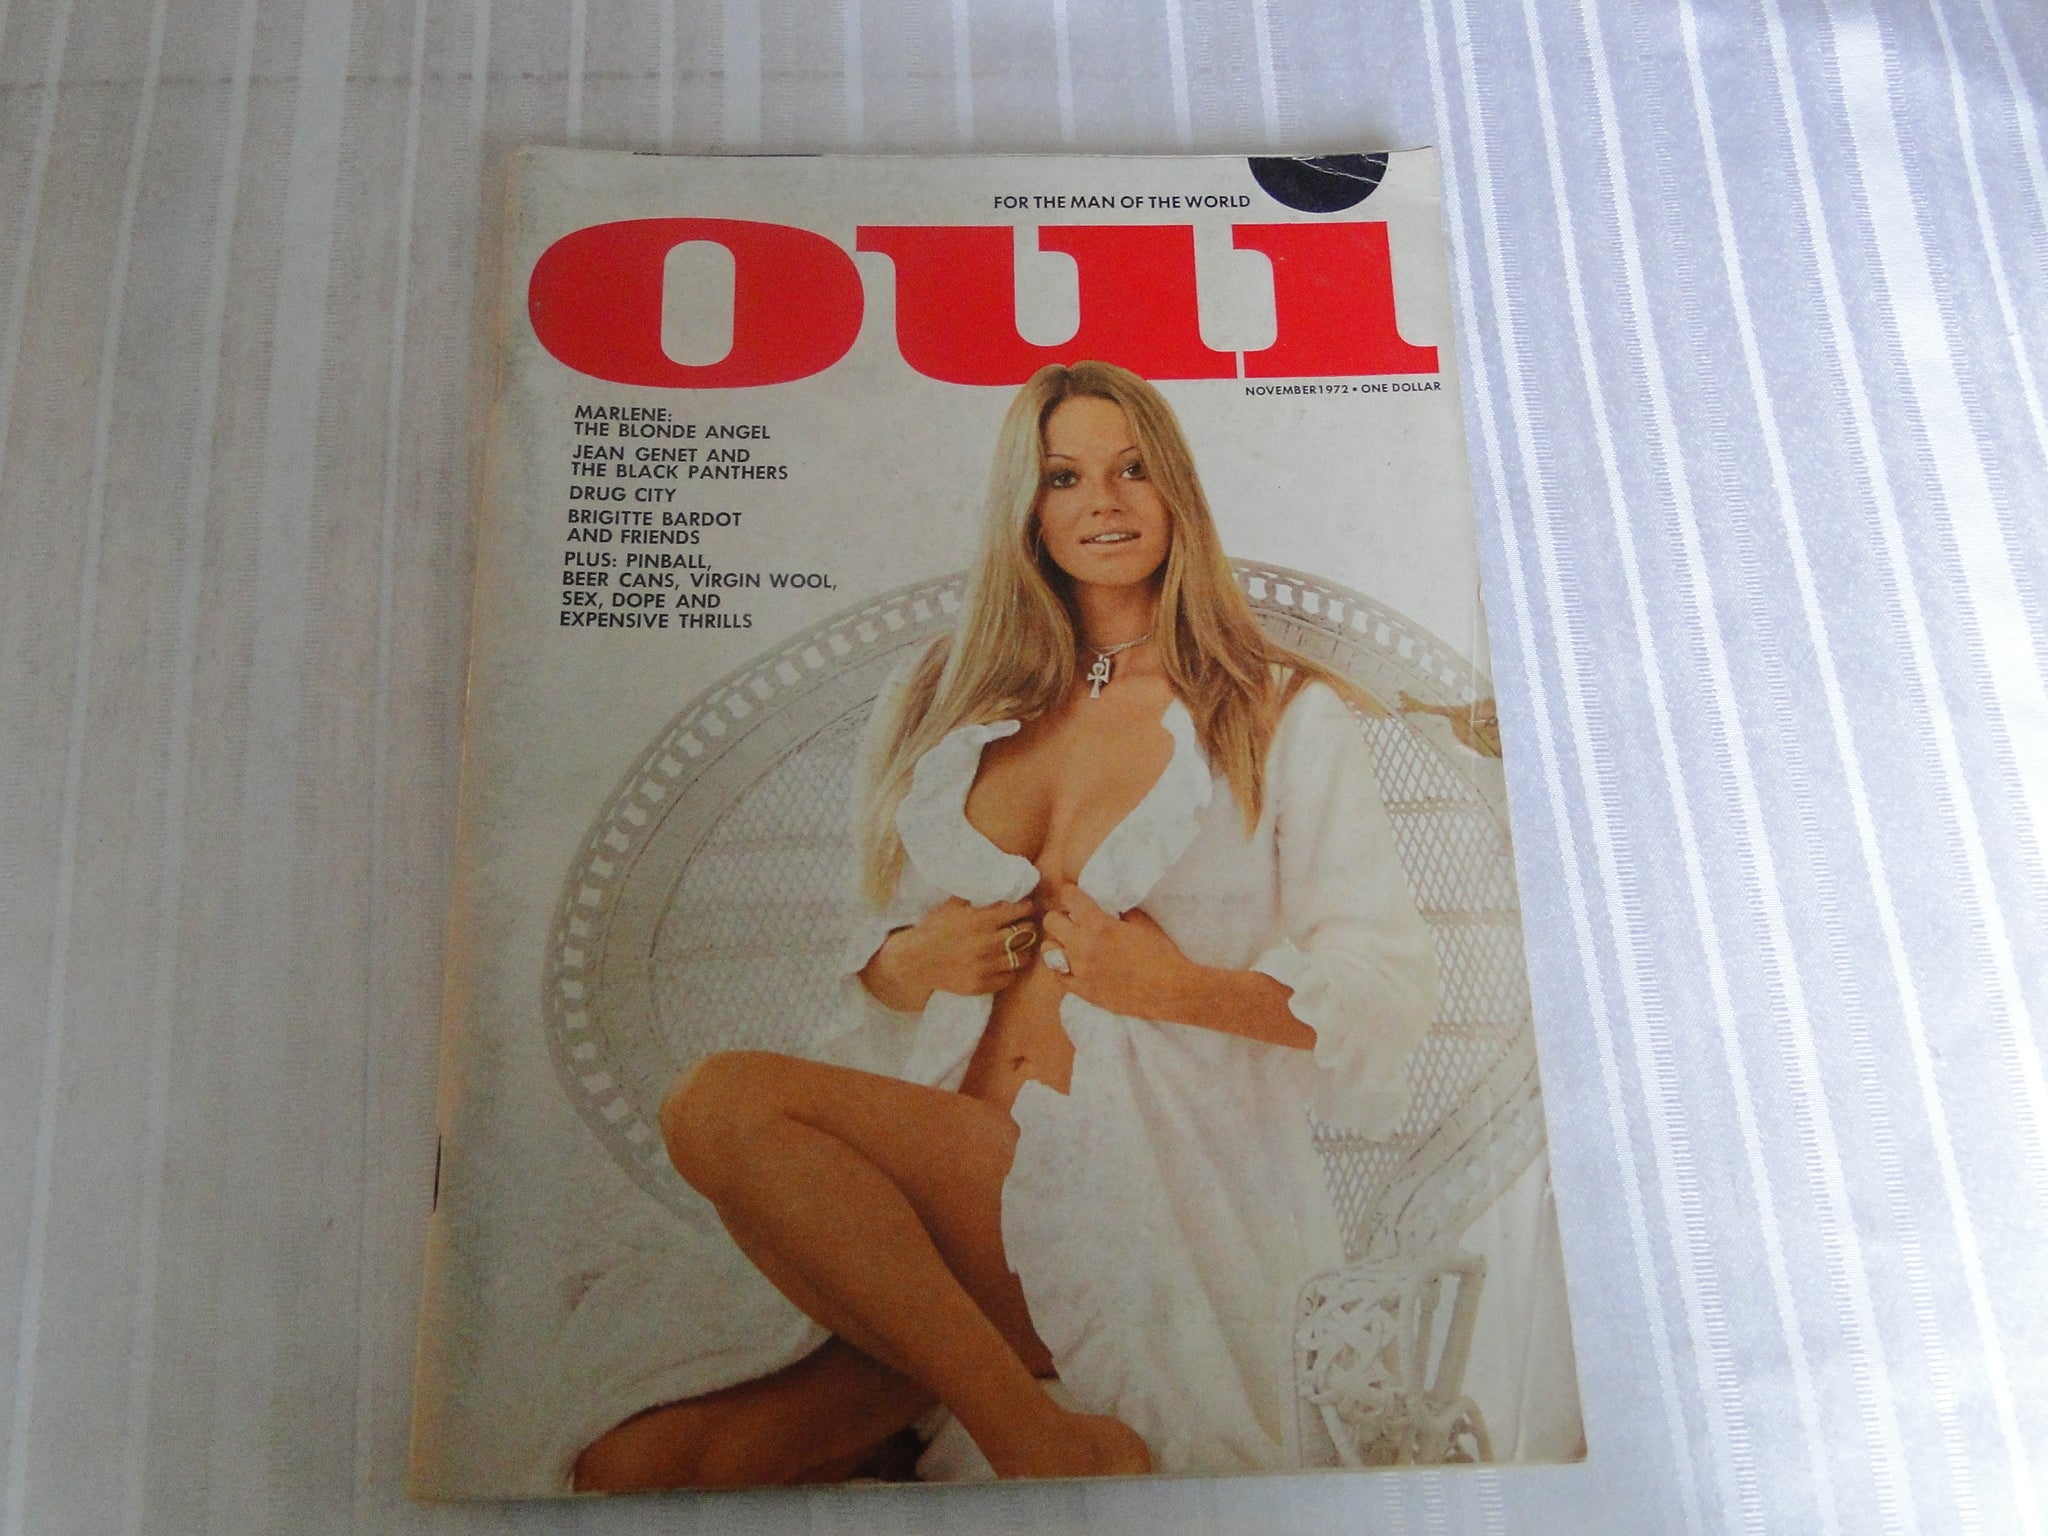 FOR THE MAN OF THE WORLD
oui
NOVEMBER 1972 • ONE DOLLAR
MARLENE:
THE BLONDE ANGEL
JEAN GENET AND
THE BLACK PANTHERS
DRUG CITY
BRIGITTE BARDOT
AND FRIENDS
PLUS: PINBALL,
BEER CANS, VIRGIN WOOL,
SEX, DOPE AND
EXPENSIVE THRILLS